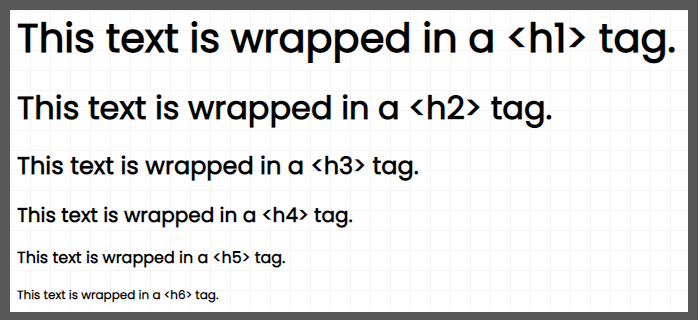 This text is wrapped in a <h1> tag.
This text is wrapped in a <h2> tag.
This text is wrapped in a <h3> tag.
This text is wrapped in a <h4> tag.
This text is wrapped in a <h5> tag.
This text is wrapped in a <h6> tag.